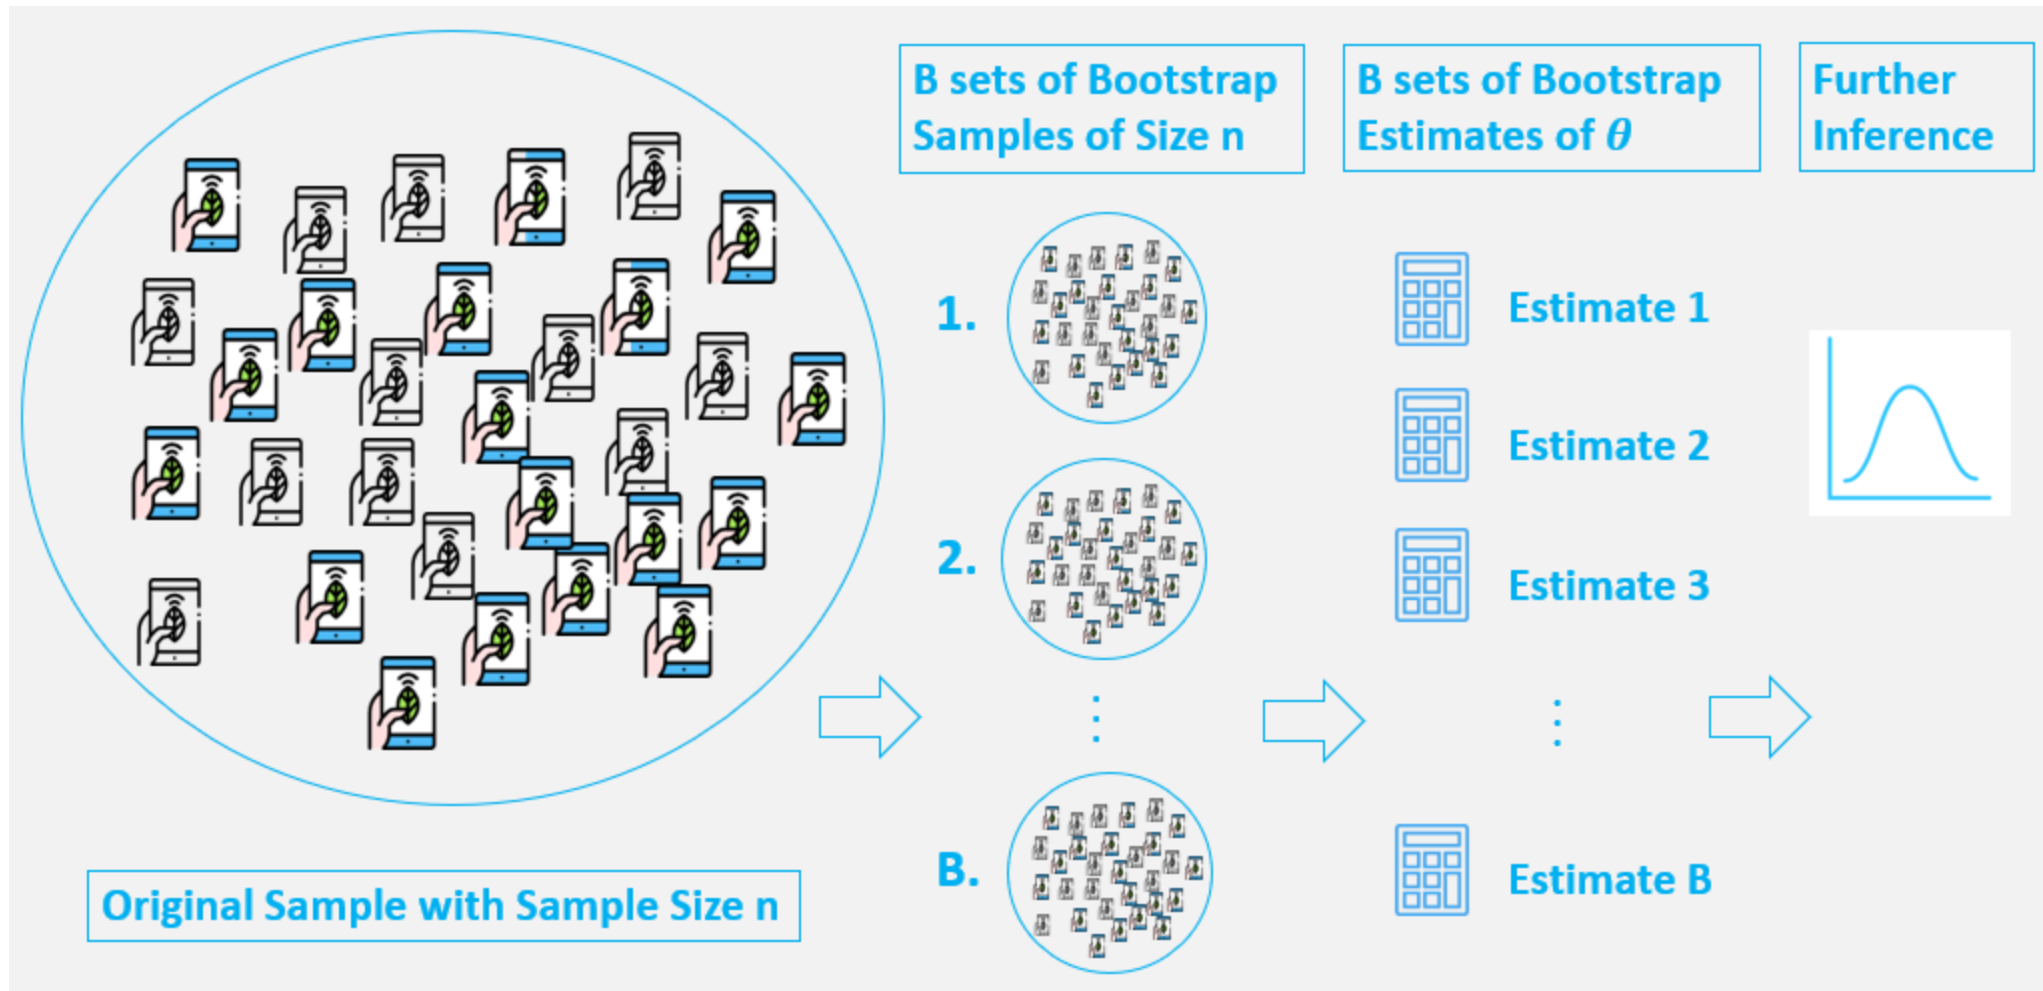 B sets of Bootstrap
Samples of Size n
B sets of Bootstrap
Estimates of θ
Further
Inference
1.
Estimate 1
Estimate 2
2.
Estimate 3
B.
Estimate B
Original Sample with Sample Size n